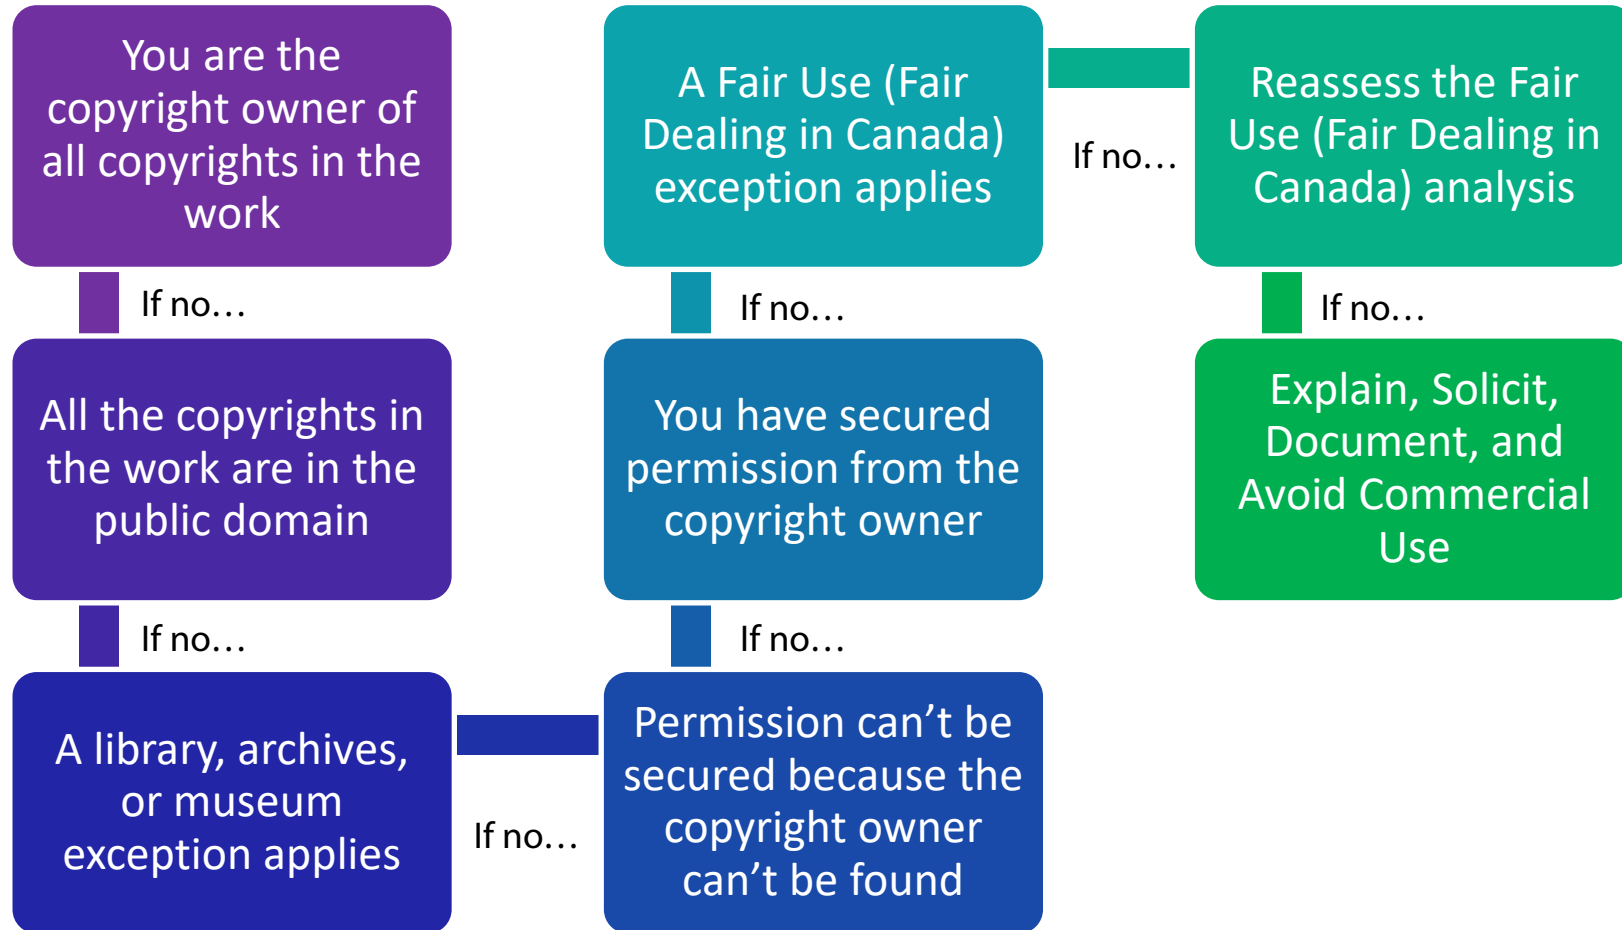 You are the
copyright owner of
all copyrights in the
work
If no…
All the copyrights in
the work are in the
public domain
If no…
A library, archives,
or museum
exception applies
If no…
Permission can’t be
secured because the
copyright owner
can’t be found
If no…
You have secured
permission from the
copyright owner
If no…
A Fair Use (Fair
Dealing in Canada)
exception applies
If no…
Reassess the Fair
Use (Fair Dealing in
Canada) analysis
If no…
Explain, Solicit,
Document, and
Avoid Commercial
Use